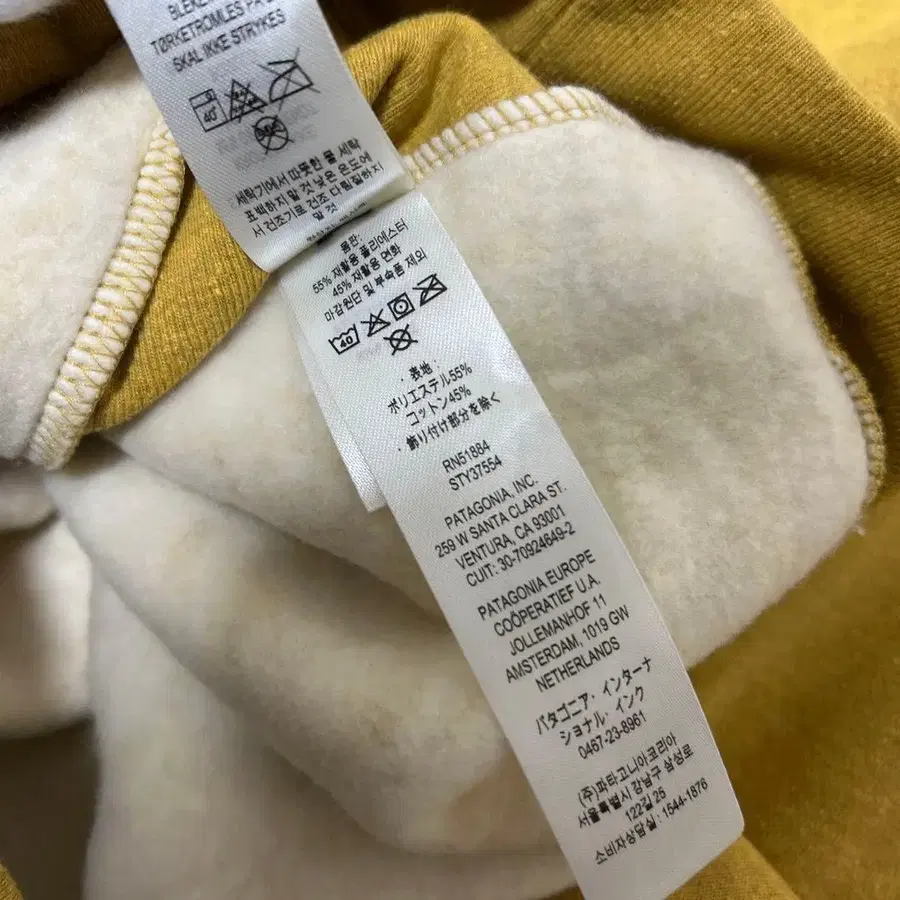 TØRKETROMLES PÅ
SKAL IKKE STRYKES
40
세탁기에서 따뜻한 물 세탁
표백하지 말 것 낮은 온도에
서 건조기로 건조 다림질하지
말 것
몸판:
55% 재활용 폴리에스터
45% 재활용 면화
마감원단 및 부속품 제외
40
・表地・
ポリエステル55%
コットン45%
・飾り付け部分を除く
RN51884
STY37554
PATAGONIA, INC.
259 W SANTA CLARA ST.
VENTURA, CA 93001
CUIT: 30-70924649-2
PATAGONIA EUROPE
COÖPERATIEF U.A.
JOLLEMANHOF 11
AMSTERDAM, 1019 GW
NETHERLANDS
パタゴニア・インターナ
ショナル・インク
0467-23-8961
(주)파타고니아코리아
서울특별시 강남구 삼성로
122길 25
소비자상담실 : 1544-1876